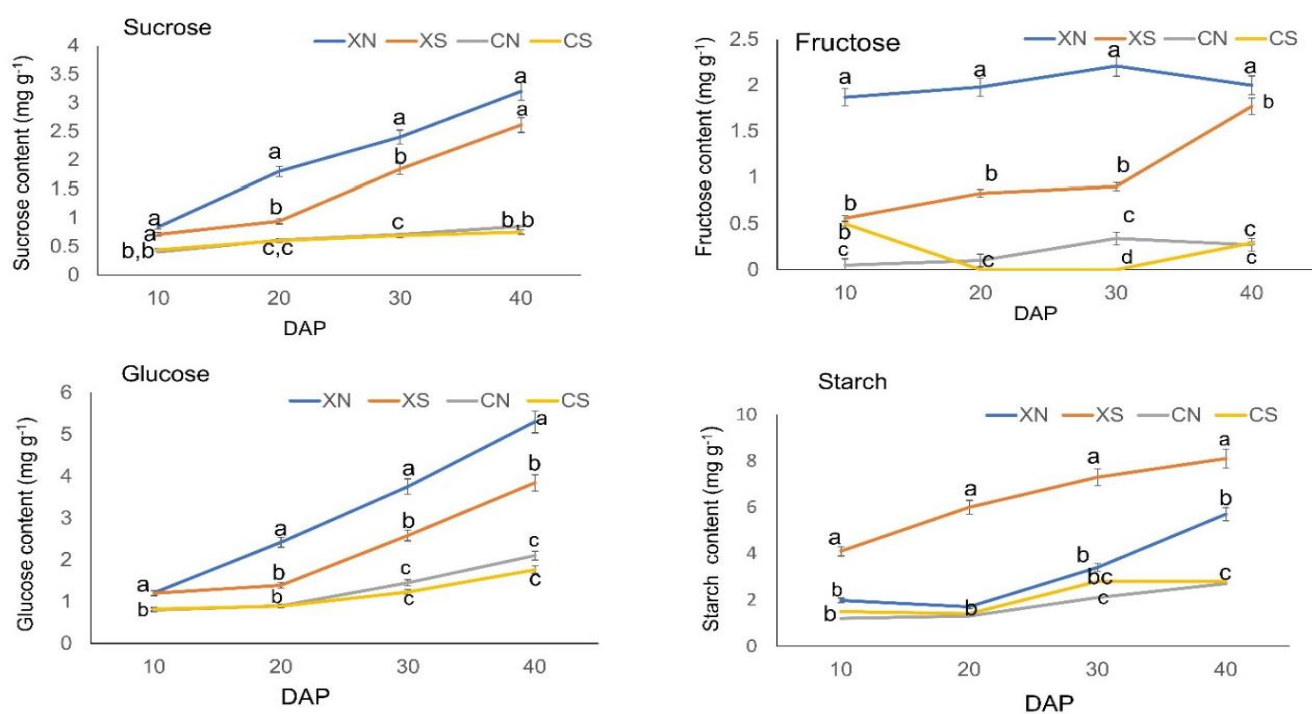 Sucrose
XN XS CN CS
Sucrose content (mg g-1)
4
3.5
3
2.5
2
1.5
1
0.5
0
a
a
a
a
a
b
b
a
b,b
c,c
c
b,b
10 20 30 40
DAP
Fructose
XN XS CN CS
Fructose content (mg g-1)
2.5
2
1.5
1
0.5
0
a
a
a
a
b
b
b
b
b
c
c
c
d
c
c
10 20 30 40
DAP
Glucose
XN XS CN CS
Glucose content (mg g-1)
6
5
4
3
2
1
0
a
a
a
a
b
b
b
b
b
c
c
c
c
10 20 30 40
DAP
Starch
XN XS CN CS
Starch content (mg g-1)
10
8
6
4
2
0
a
a
a
a
b
b
b
b
b
bc
c
c
10 20 30 40
DAP